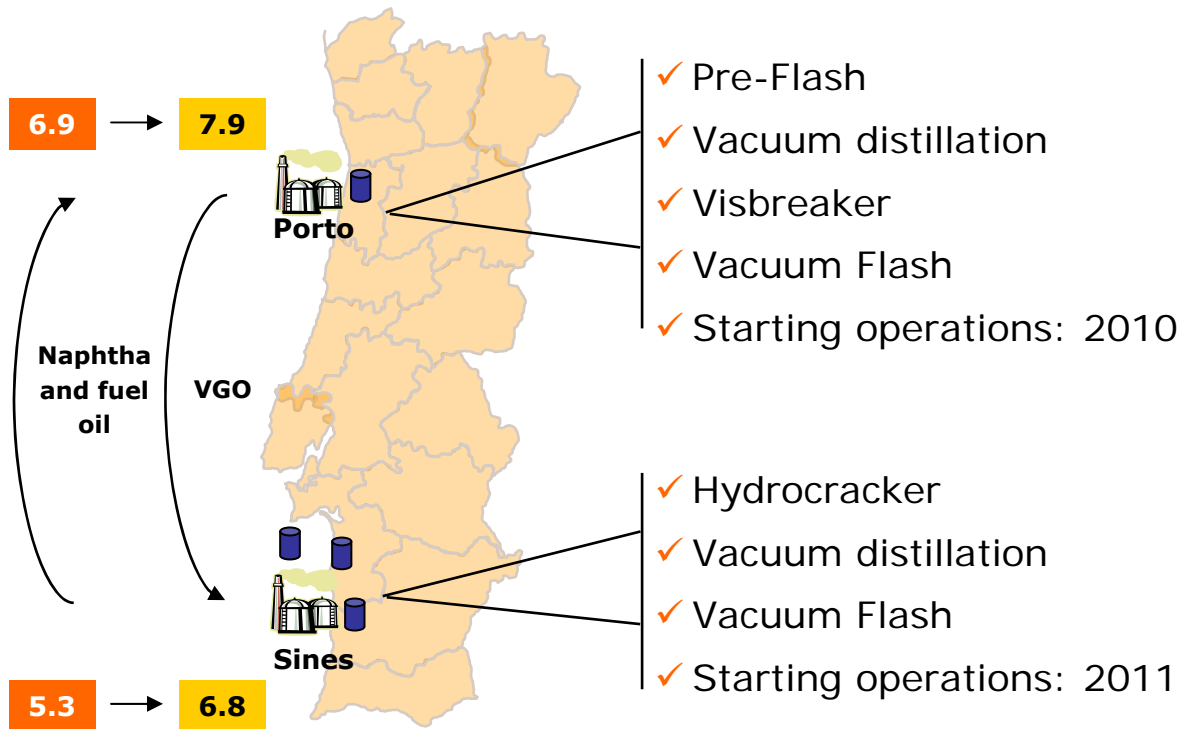 6.9
7.9
Porto
Pre-Flash
Vacuum distillation
Visbreaker
Vacuum Flash
Starting operations: 2010
Naphtha
and fuel
oil
VGO
Hydrocracker
Vacuum distillation
Vacuum Flash
Starting operations: 2011
Sines
5.3
6.8